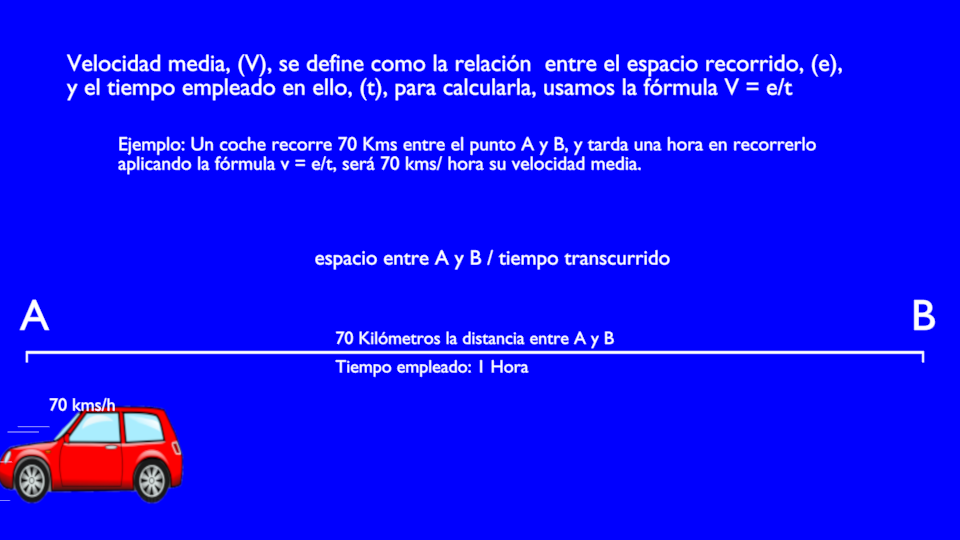 Velocidad media, (V), se define como la relación  entre el espacio recorrido, (e),
y el tiempo empleado en ello, (t), para calcularla, usamos la fórmula V = e/t
Ejemplo: Un coche recorre 70 Kms entre el punto A y B, y tarda una hora en recorrerlo
aplicando la fórmula v = e/t, será 70 kms/ hora su velocidad media.
espacio entre A y B / tiempo transcurrido
A
B
70 Kilómetros la distancia entre A y B
Tiempo empleado: 1 Hora
70 kms/h